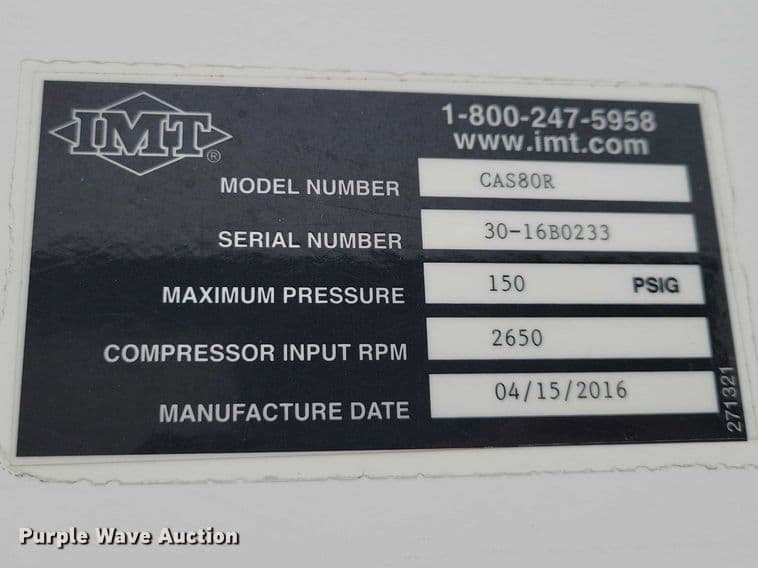 IMT®
1-800-247-5958
www.imt.com
MODEL NUMBER CAS80R
SERIAL NUMBER 30-16B0233
MAXIMUM PRESSURE 150 PSIG
COMPRESSOR INPUT RPM 2650
MANUFACTURE DATE 04/15/2016
271321
Purple Wave Auction